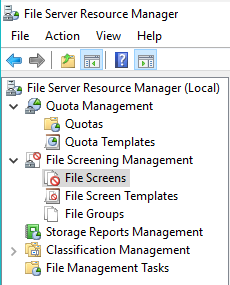 File Server Resource Manager
File Action View Help
File Server Resource Manager (Local)
Quota Management
Quotas
Quota Templates
File Screening Management
File Screens
File Screen Templates
File Groups
Storage Reports Management
Classification Management
File Management Tasks